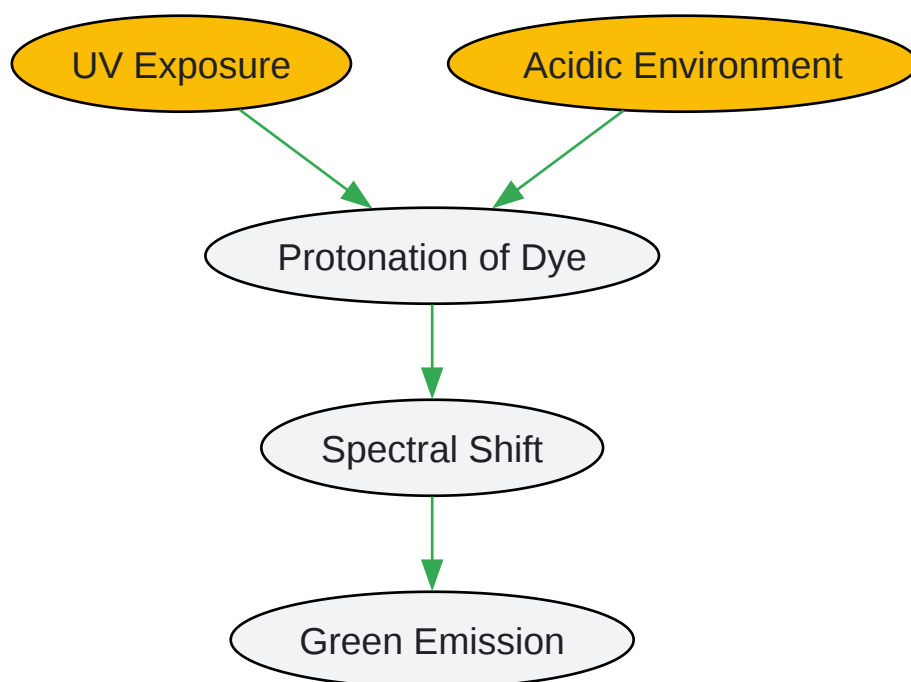 UV Exposure
Acidic Environment
Protonation of Dye
Spectral Shift
Green Emission